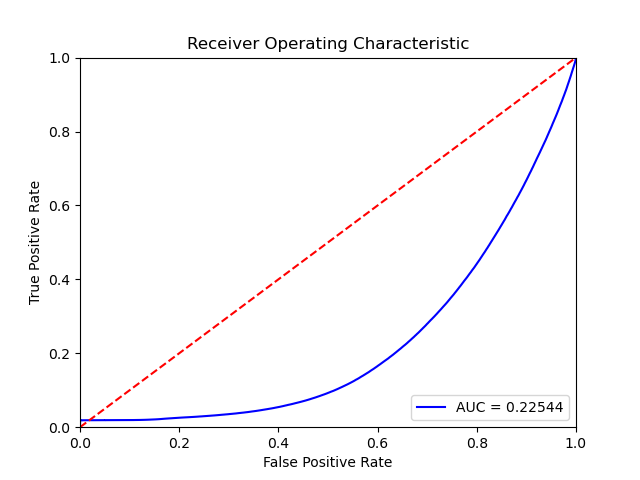 Receiver Operating Characteristic
1.0
0.8
0.6
0.4
0.2
0.0
True Positive Rate
AUC = 0.22544
0.0 0.2 0.4 0.6 0.8 1.0
False Positive Rate